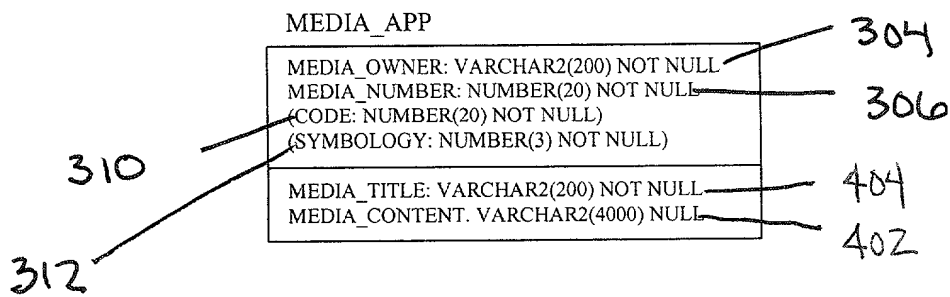 MEDIA_APP
304
MEDIA_OWNER: VARCHAR2(200) NOT NULL
MEDIA_NUMBER: NUMBER(20) NOT NULL
306
(CODE: NUMBER(20) NOT NULL)
310
(SYMBOLOGY: NUMBER(3) NOT NULL)
MEDIA_TITLE: VARCHAR2(200) NOT NULL
404
MEDIA_CONTENT. VARCHAR2(4000) NULL
402
312